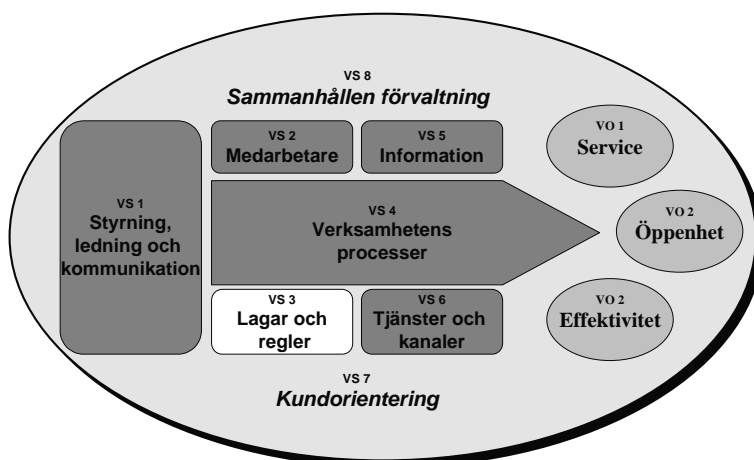 VS 8
Sammanhållen förvaltning
VS 1
Styrning,
ledning och
kommunikation
VS 2
Medarbetare
VS 5
Information
VS 4
Verksamhetens
processer
VS 3
Lagar och
regler
VS 6
Tjänster och
kanaler
VO 1
Service
VO 2
Öppenhet
VO 2
Effektivitet
VS 7
Kundorientering